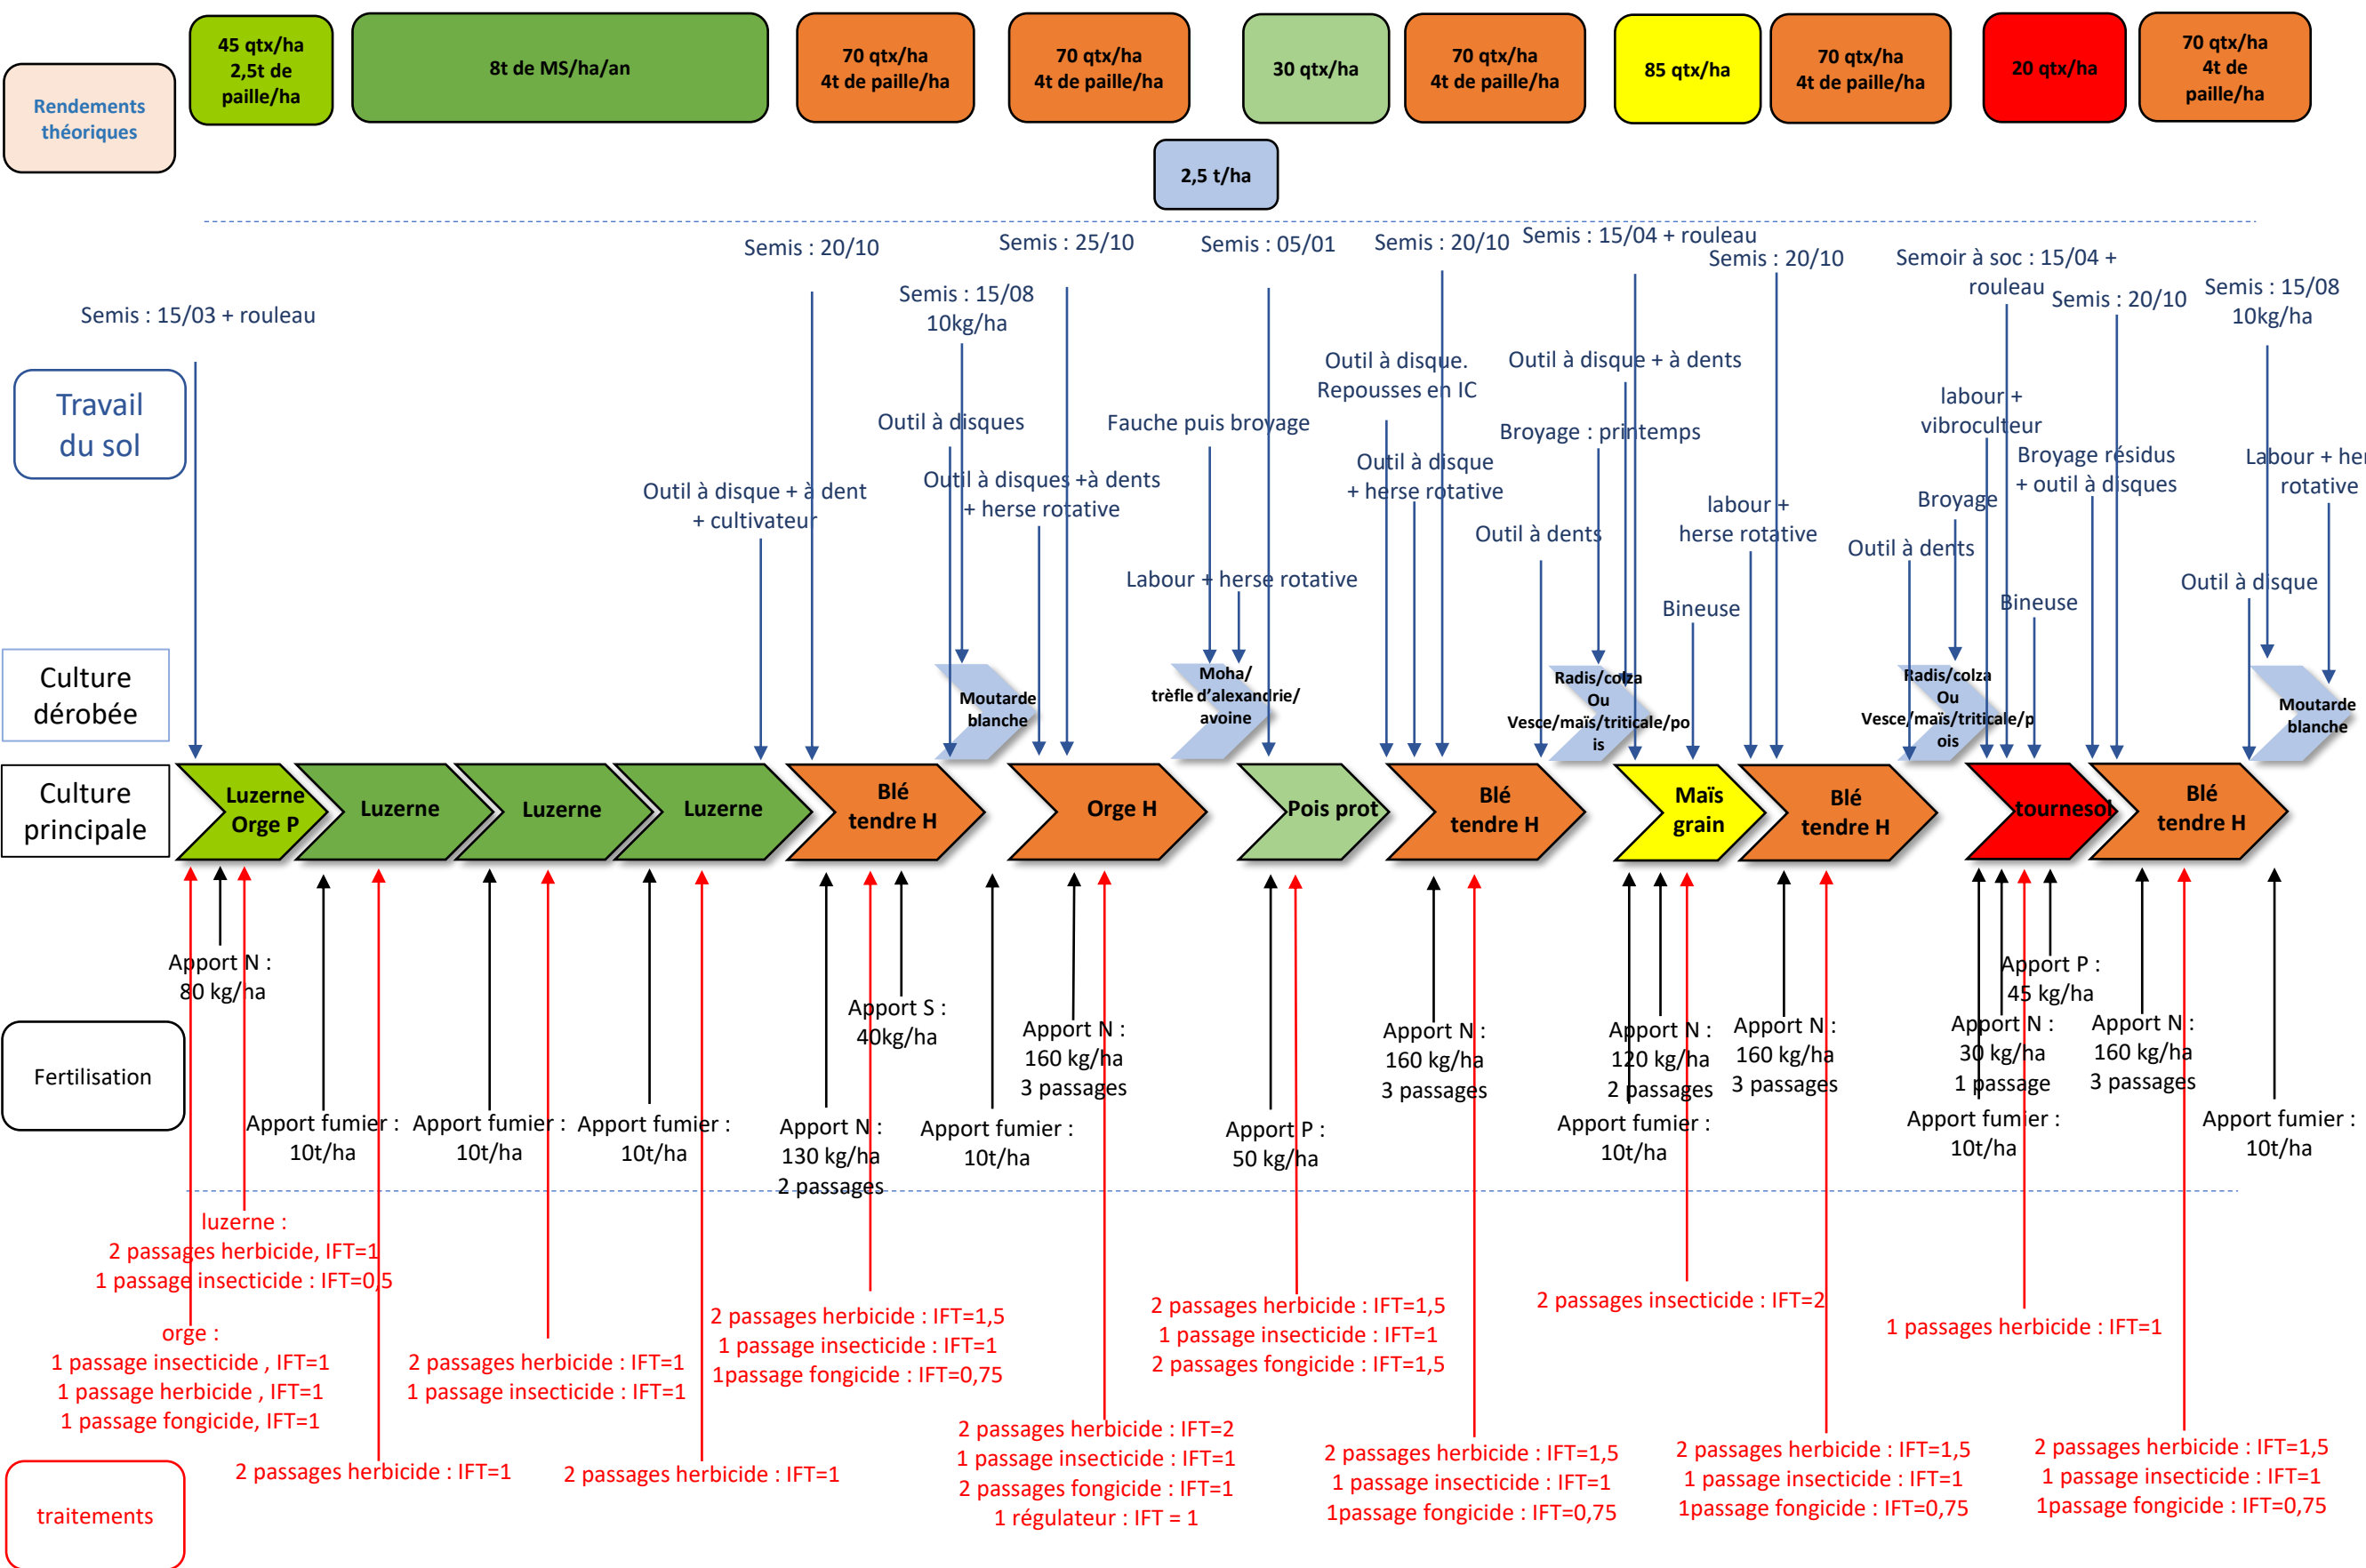 Rendements
théoriques
45 qtx/ha
2,5t de
paille/ha
8t de MS/ha/an
70 qtx/ha
4t de paille/ha
70 qtx/ha
4t de paille/ha
30 qtx/ha
70 qtx/ha
4t de paille/ha
85 qtx/ha
70 qtx/ha
4t de paille/ha
20 qtx/ha
70 qtx/ha
4t de
paille/ha
2,5 t/ha
Travail
du sol
Semis : 15/03 + rouleau
Semis : 20/10
Outil à disque + à dent
+ cultivateur
Semis : 15/08
10kg/ha
Outil à disques
Semis : 25/10
Outil à disques +à dents
+ herse rotative
Semis : 05/01
Fauche puis broyage
Labour + herse rotative
Semis : 20/10
Outil à disque.
Repousses en IC
Outil à disque
+ herse rotative
Semis : 15/04 + rouleau
Outil à disque + à dents
Broyage : printemps
Outil à dents
Bineuse
Semis : 20/10
labour +
herse rotative
Semoir à soc : 15/04 +
rouleau
labour +
vibroculteur
Broyage
Outil à dents
Bineuse
Semis : 20/10
Broyage résidus
+ outil à disques
Semis : 15/08
10kg/ha
Labour + her
rotative
Outil à disque
Culture
dérobée
Moutarde
blanche
Moha/
trèfle d'alexandrie/
avoine
Radis/colza
Ou
Vesce/maïs/triticale/po
is
Radis/colza
Ou
Vesce/maïs/triticale/p
ois
Moutarde
blanche
Culture
principale
Luzerne
Orge P
Luzerne
Luzerne
Luzerne
Blé
tendre H
Orge H
Pois prot
Blé
tendre H
Maïs
grain
Blé
tendre H
tournesol
Blé
tendre H
Fertilisation
Apport N :
80 kg/ha
Apport fumier :
10t/ha
Apport fumier :
10t/ha
Apport fumier :
10t/ha
Apport N :
130 kg/ha
2 passages
Apport S :
40kg/ha
Apport fumier :
10t/ha
Apport N :
160 kg/ha
3 passages
Apport P :
50 kg/ha
Apport N :
160 kg/ha
3 passages
Apport N :
120 kg/ha
2 passages
Apport fumier :
10t/ha
Apport N :
160 kg/ha
3 passages
Apport P :
45 kg/ha
Apport N :
30 kg/ha
1 passage
Apport fumier :
10t/ha
Apport N :
160 kg/ha
3 passages
Apport fumier :
10t/ha
traitements
luzerne :
2 passages herbicide, IFT=1
1 passage insecticide : IFT=0,5
orge :
1 passage insecticide , IFT=1
1 passage herbicide , IFT=1
1 passage fongicide, IFT=1
2 passages herbicide : IFT=1
2 passages herbicide : IFT=1
1 passage insecticide : IFT=1
2 passages herbicide : IFT=1
2 passages herbicide : IFT=1,5
1 passage insecticide : IFT=1
1passage fongicide : IFT=0,75
2 passages herbicide : IFT=2
1 passage insecticide : IFT=1
2 passages fongicide : IFT=1
1 régulateur : IFT = 1
2 passages herbicide : IFT=1,5
1 passage insecticide : IFT=1
2 passages fongicide : IFT=1,5
2 passages herbicide : IFT=1,5
1 passage insecticide : IFT=1
1passage fongicide : IFT=0,75
2 passages insecticide : IFT=2
2 passages herbicide : IFT=1,5
1 passage insecticide : IFT=1
1passage fongicide : IFT=0,75
1 passages herbicide : IFT=1
2 passages herbicide : IFT=1,5
1 passage insecticide : IFT=1
1passage fongicide : IFT=0,75